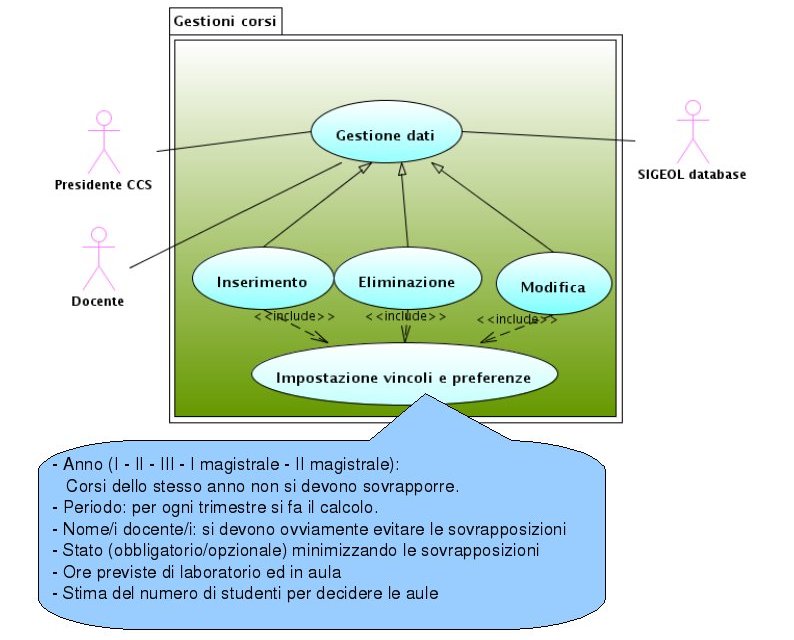 Gestioni corsi
Gestione dati
Presidente CCS
SIGEOL database
Docente
Inserimento
Eliminazione
Modifica
<<include>>
<<include>>
<<include>>
Impostazione vincoli e preferenze
- Anno (I - II - III - I magistrale - II magistrale):
Corsi dello stesso anno non si devono sovrapporre.
- Periodo: per ogni trimestre si fa il calcolo.
- Nome/i docente/i: si devono ovviamente evitare le sovrapposizioni
- Stato (obbligatorio/opzionale) minimizzando le sovrapposizioni
- Ore previste di laboratorio ed in aula
- Stima del numero di studenti per decidere le aule